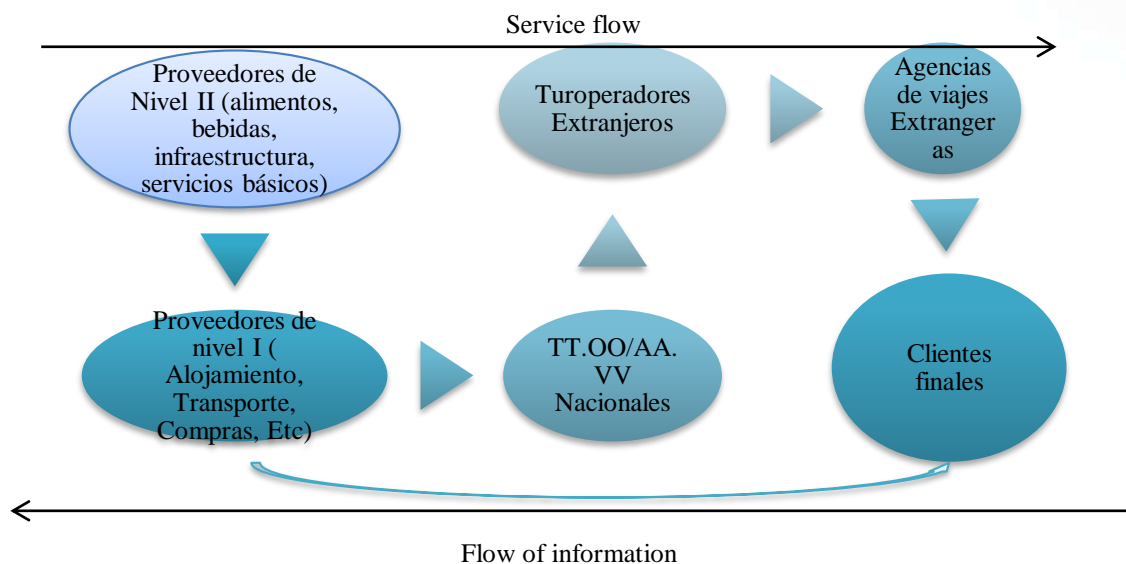 Service flow
Proveedores de
Nivel II (alimentos,
bebidas,
infraestructura,
servicios básicos)
Turoperadores
Extranjeros
Agencias
de viajes
Extranger
as
Proveedores de
nivel I (
Alojamiento,
Transporte,
Compras, Etc)
TT.OO/AA.
VV
Nacionales
Clientes
finales
Flow of information